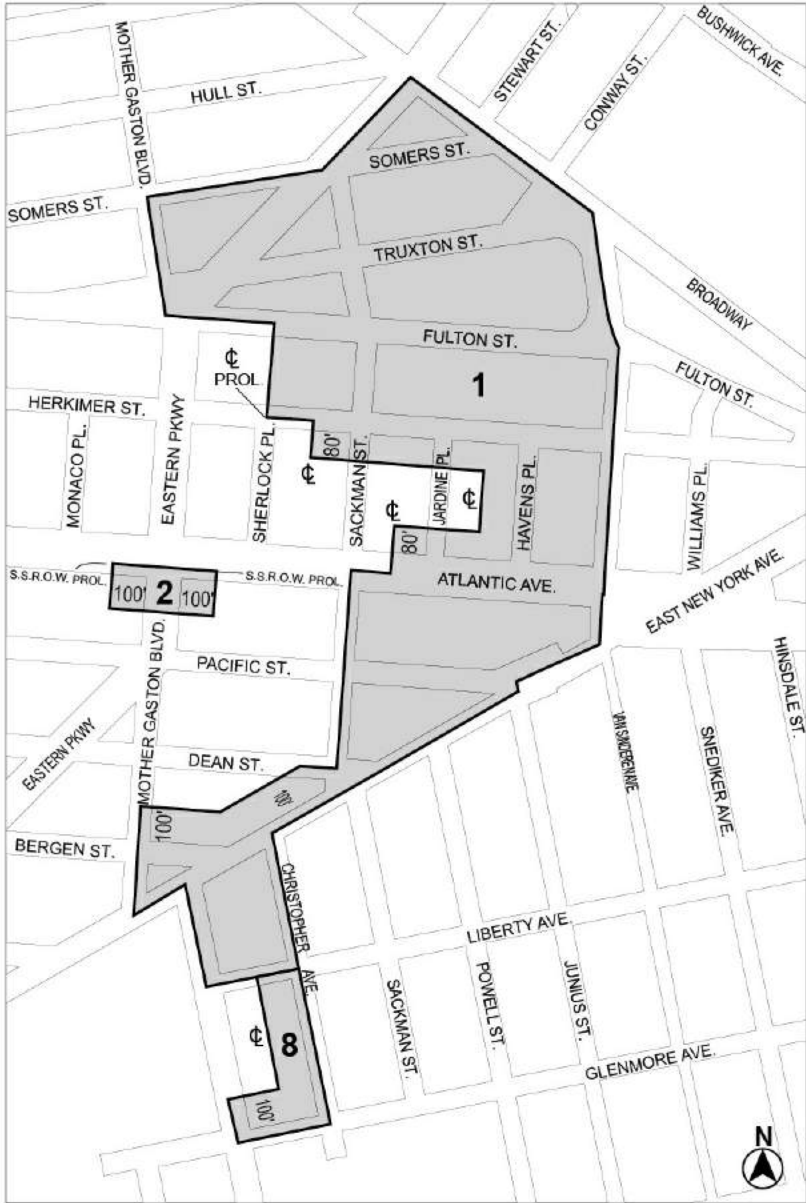 BUSHWICK AVE.
MOTHER GASTON BLVD.
STEWART ST.
CONWAY ST.
HULL ST.
SOMERS ST.
SOMERS ST.
TRUXTON ST.
BROADWAY
FULTON ST.
℄
PROL.
1
FULTON ST.
HERKIMER ST.
MONACO PL.
EASTERN PKWY
SHERLOCK PL.
80'
SACKMAN ST.
JARDINE PL.
HAVENS PL.
WILLIAMS PL.
℄
℄
℄
80'
S.S.R.O.W. PROL.
S.S.R.O.W. PROL.
ATLANTIC AVE.
100'
2
100'
EAST NEW YORK AVE.
MOTHER GASTON BLVD.
PACIFIC ST.
HINSDALE ST.
EASTERN PKWY
VAN SINDEREN AVE.
SNEDIKER AVE.
DEAN ST.
100'
100'
BERGEN ST.
CHRISTOPHER AVE.
LIBERTY AVE.
SACKMAN ST.
POWELL ST.
JUNIUS ST.
℄
8
GLENMORE AVE.
100'
N